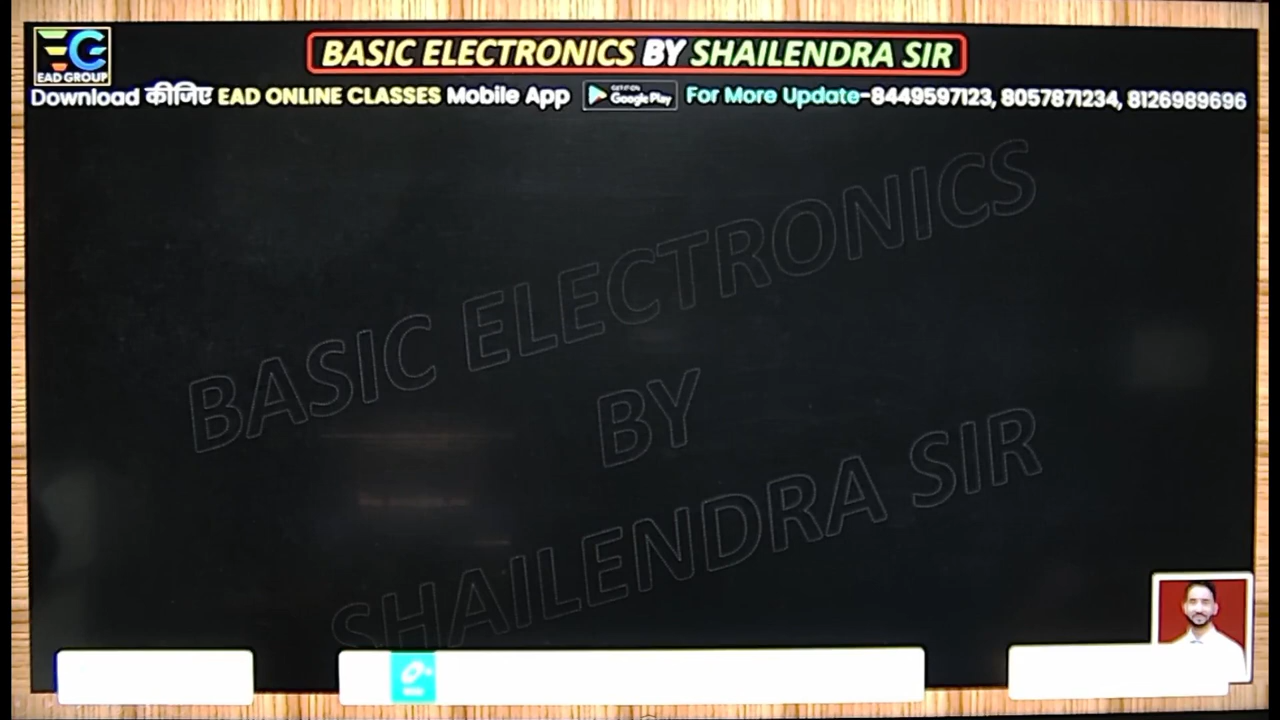 EAD GROUP
BASIC ELECTRONICS BY SHAILENDRA SIR
Download कीजिए EAD ONLINE CLASSES Mobile App GET IT ON Google Play For More Update-8449597123, 8057871234, 8126989696
BASIC ELECTRONICS
BY
SHAILENDRA SIR